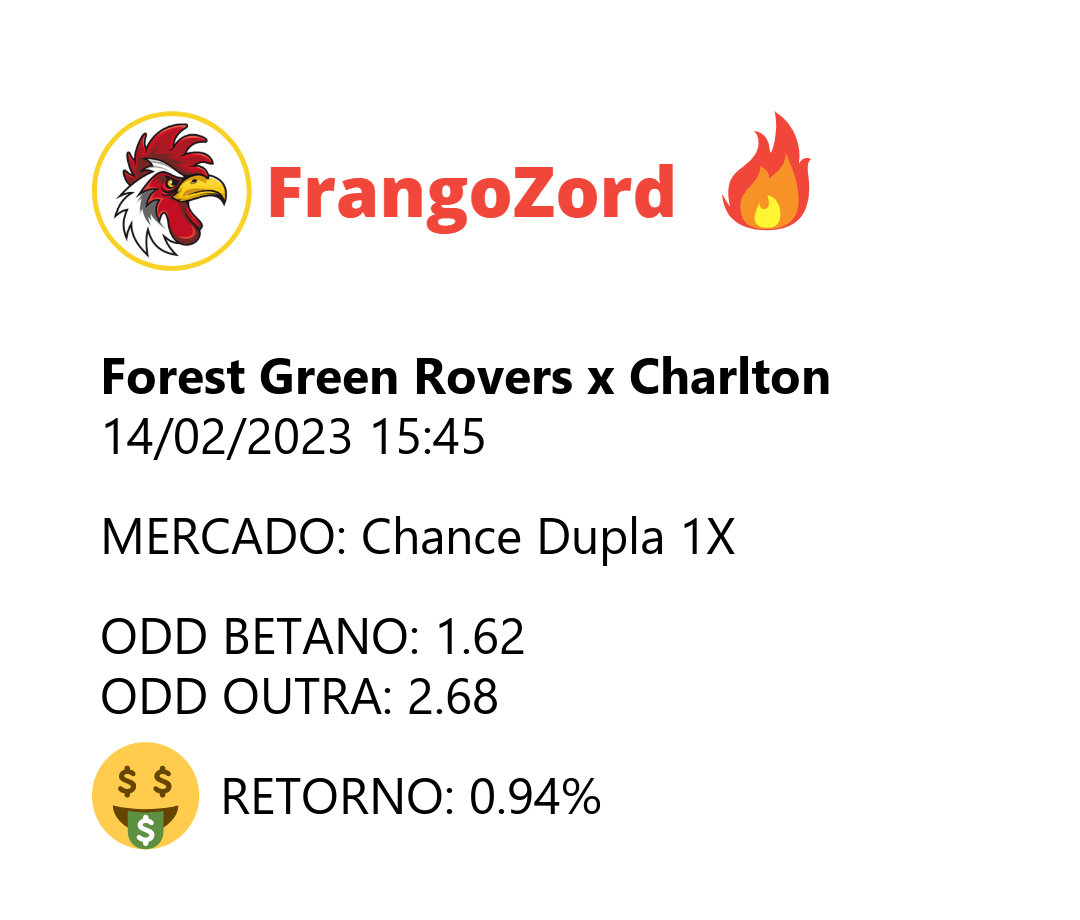 FrangoZord
Forest Green Rovers x Charlton
14/02/2023 15:45
MERCADO: Chance Dupla 1X
ODD BETANO: 1.62
ODD OUTRA: 2.68
RETORNO: 0.94%